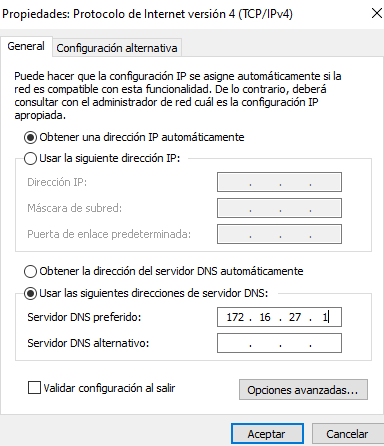 Propiedades: Protocolo de Internet versión 4 (TCP/IPv4)
General Configuración alternativa
Puede hacer que la configuración IP se asigne automáticamente si la
red es compatible con esta funcionalidad. De lo contrario, deberá
consultar con el administrador de red cuál es la configuración IP
apropiada.
Obtener una dirección IP automáticamente
Usar la siguiente dirección IP:
Dirección IP: . . .
Máscara de subred: . . .
Puerta de enlace predeterminada: . . .
Obtener la dirección del servidor DNS automáticamente
Usar las siguientes direcciones de servidor DNS:
Servidor DNS preferido: 172 . 16 . 27 . 1
Servidor DNS alternativo: . . .
Validar configuración al salir
Opciones avanzadas...
Aceptar Cancelar